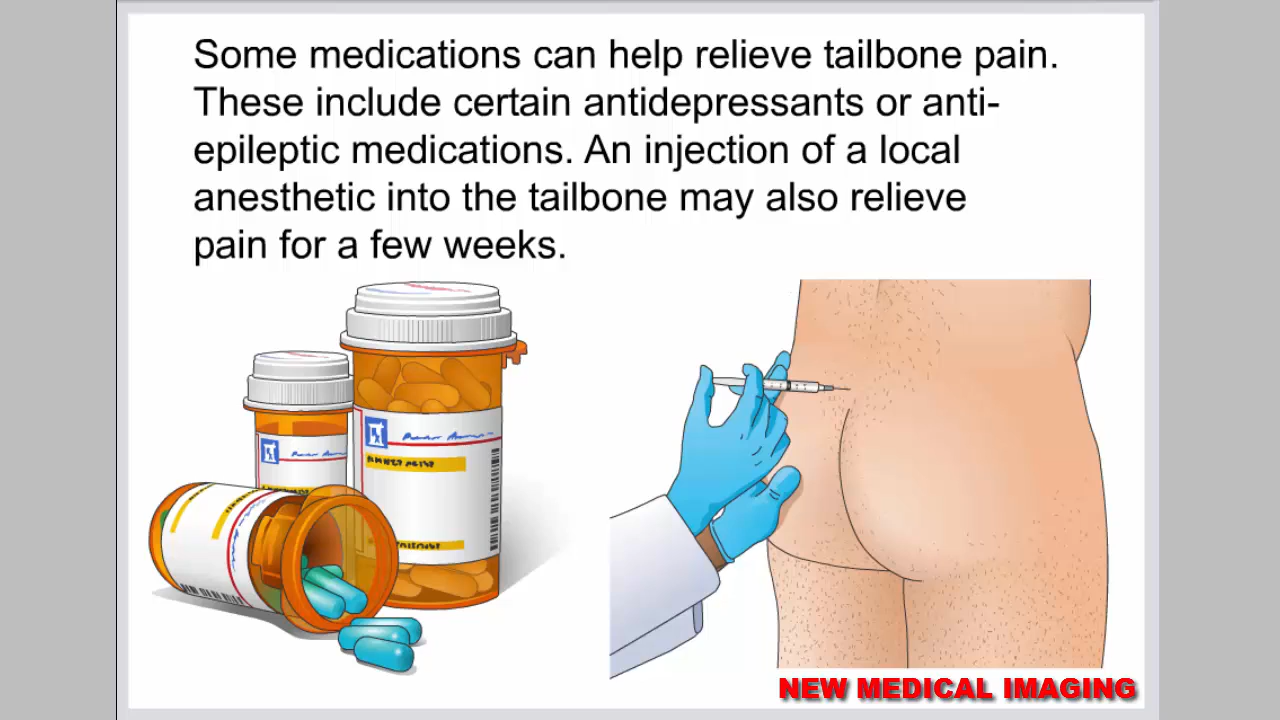 Some medications can help relieve tailbone pain.
These include certain antidepressants or anti-
epileptic medications. An injection of a local
anesthetic into the tailbone may also relieve
pain for a few weeks.
NEW MEDICAL IMAGING